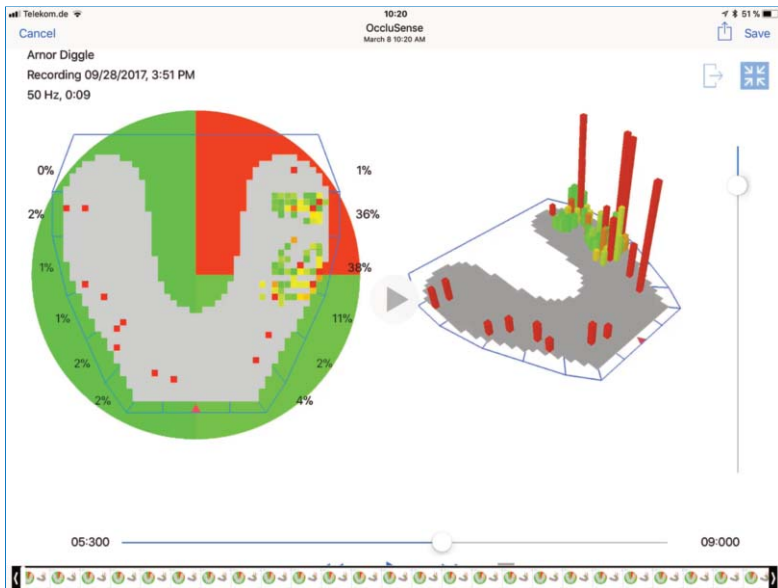 Telekom.de
10:20
51 %
Cancel
OccluSense
March 8 10:20 AM
Save
Arnor Diggle
Recording 09/28/2017, 3:51 PM
50 Hz, 0:09
0%
1%
2%
36%
1%
38%
1%
11%
2%
2%
2%
4%
05:300
09:000